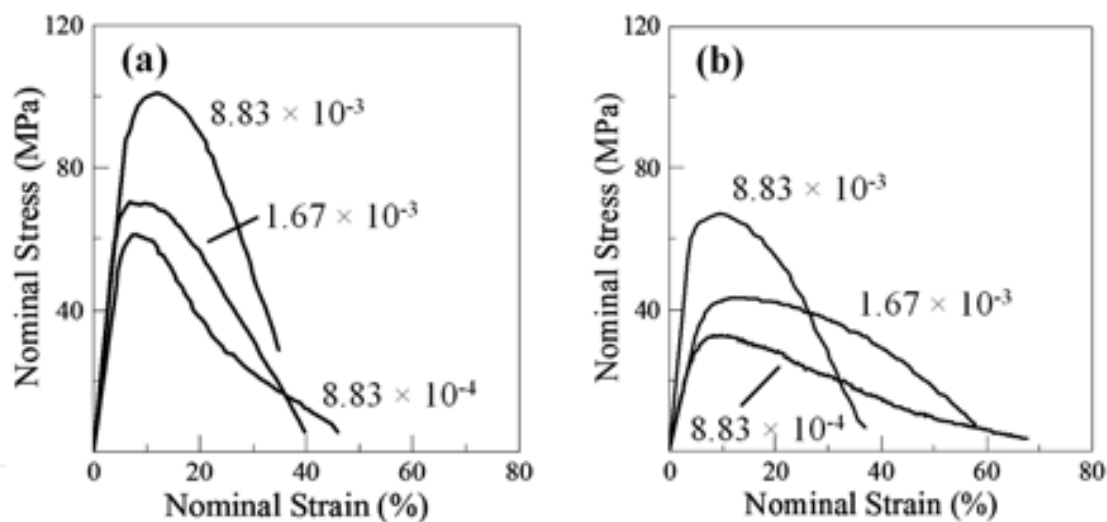 (a)
120
80
40
0
20
40
60
80
Nominal Stress (MPa)
Nominal Strain (%)
8.83 × 10⁻³
1.67 × 10⁻³
8.83 × 10⁻⁴
(b)
120
80
40
0
20
40
60
80
Nominal Stress (MPa)
Nominal Strain (%)
8.83 × 10⁻³
1.67 × 10⁻³
8.83 × 10⁻⁴